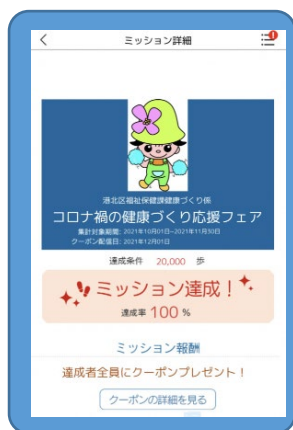 ミッション詳細
1
港北区福祉保健課健康づくり係
コロナ禍の健康づくり応援フェア
集計対象期間: 2021年10月01日~2021年11月30日
クーポン配信日: 2021年12月01日
達成条件 20,000 歩
ミッション達成!
達成率 100 %
ミッション報酬
達成者全員にクーポンプレゼント!
クーポンの詳細を見る